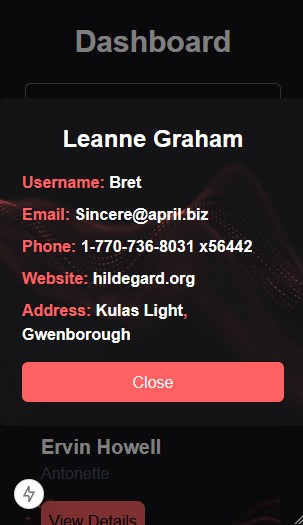 Dashboard
Leanne Graham
Username: Bret
Email: Sincere@april.biz
Phone: 1-770-736-8031 x56442
Website: hildegard.org
Address: Kulas Light,
Gwenborough
Close
Ervin Howell
Antonette
View Details